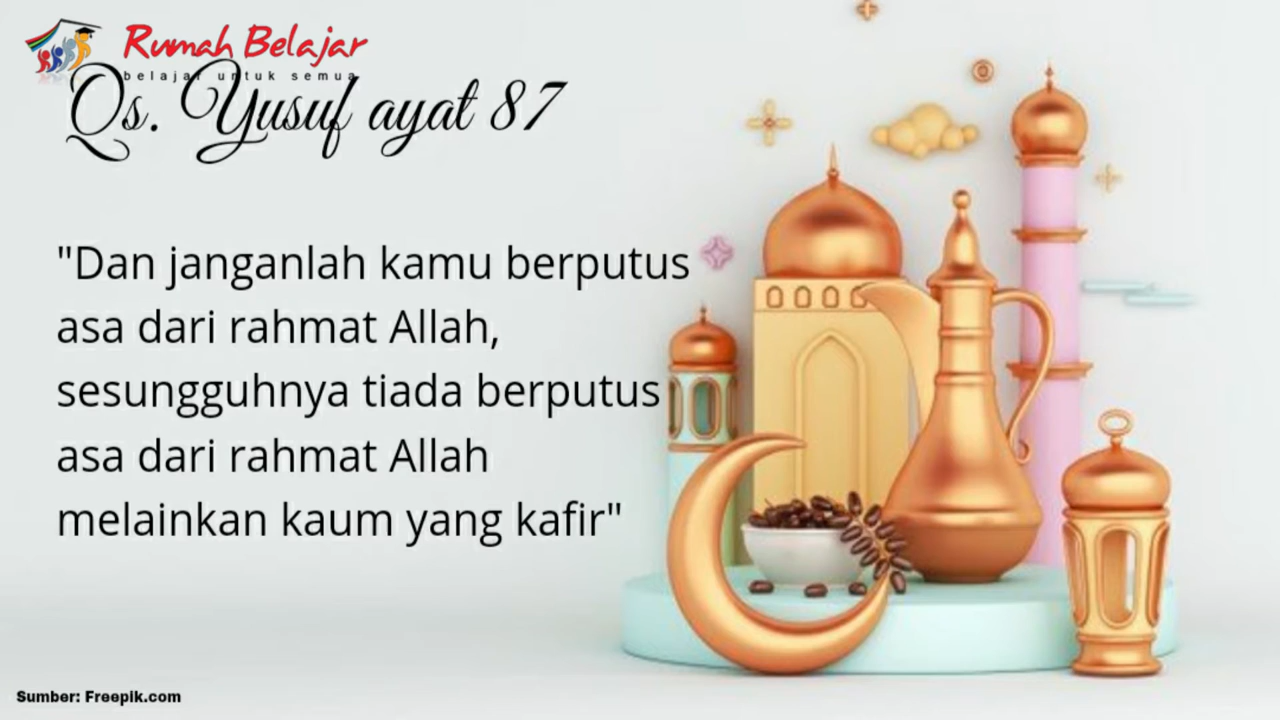 Rumah Belajar
belajar untuk semua
Qs. Yusuf ayat 87
"Dan janganlah kamu berputus
asa dari rahmat Allah,
sesungguhnya tiada berputus
asa dari rahmat Allah
melainkan kaum yang kafir"
Sumber: Freepik.com